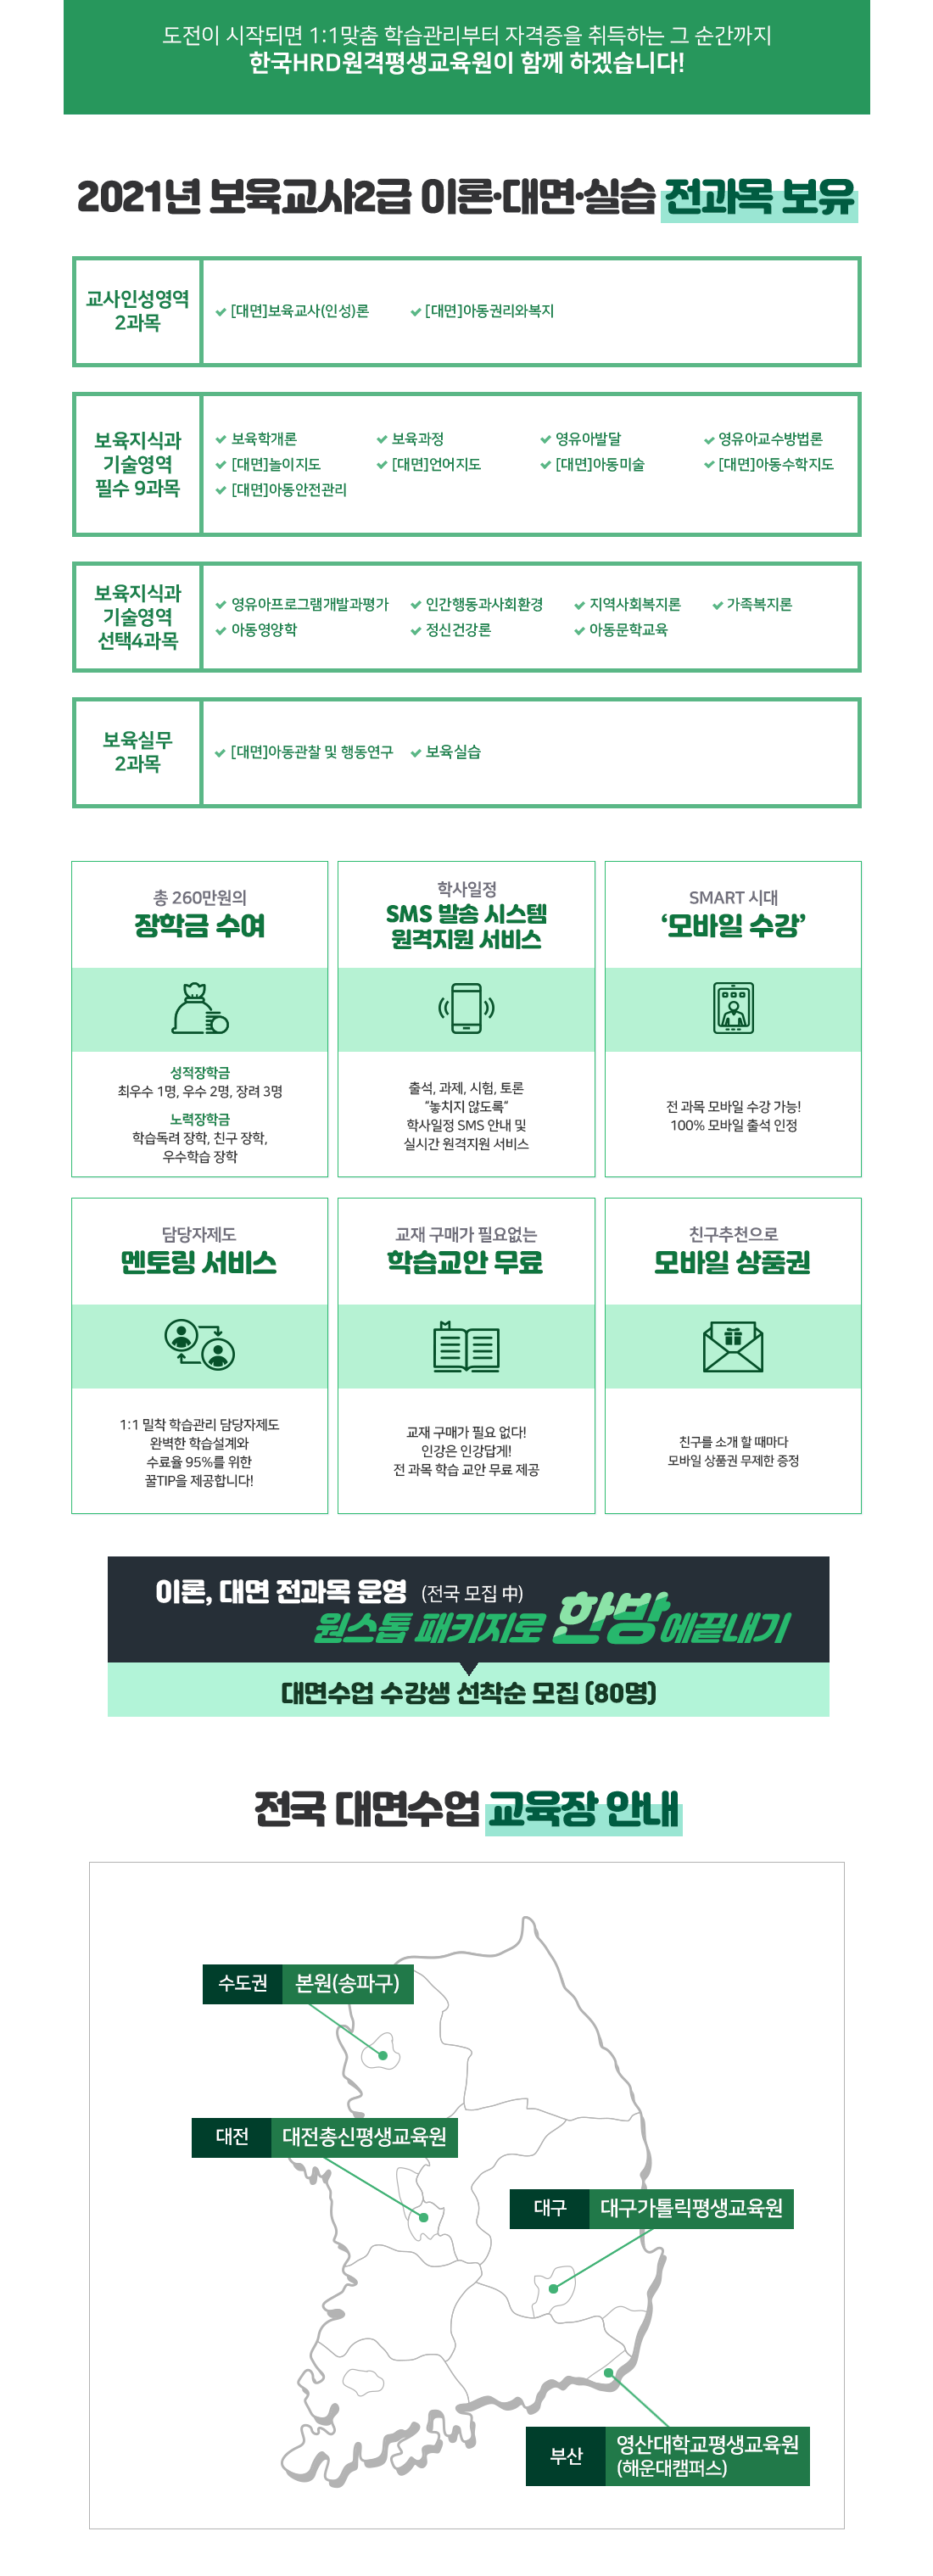 도전이 시작되면 1:1맞춤 학습관리부터 자격증을 취득하는 그 순간까지
한국HRD원격평생교육원이 함께 하겠습니다!
2021년 보육교사2급 이론·대면·실습 전과목 보유
교사인성영역
2과목
[대면]보육교사(인성)론
[대면]아동권리와복지
보육지식과
기술영역
필수 9과목
보육학개론
보육과정
영유아발달
영유아교수방법론
[대면]놀이지도
[대면]언어지도
[대면]아동미술
[대면]아동수학지도
[대면]아동안전관리
보육지식과
기술영역
선택4과목
영유아프로그램개발과평가
인간행동과사회환경
지역사회복지론
가족복지론
아동영양학
정신건강론
아동문학교육
보육실무
2과목
[대면]아동관찰 및 행동연구
보육실습
총 260만원의
장학금 수여
성적장학금
최우수 1명, 우수 2명, 장려 3명
노력장학금
학습독려 장학, 친구 장학,
우수학습 장학
학사일정
SMS 발송 시스템
원격지원 서비스
출석, 과제, 시험, 토론
“놓치지 않도록”
학사일정 SMS 안내 및
실시간 원격지원 서비스
SMART 시대
‘모바일 수강’
전 과목 모바일 수강 가능!
100% 모바일 출석 인정
담당자제도
멘토링 서비스
1:1 밀착 학습관리 담당자제도
완벽한 학습설계와
수료율 95%를 위한
꿀TIP을 제공합니다!
교재 구매가 필요없는
학습교안 무료
교재 구매가 필요 없다!
인강은 인강답게!
전 과목 학습 교안 무료 제공
친구추천으로
모바일 상품권
친구를 소개 할 때마다
모바일 상품권 무제한 증정
이론, 대면 전과목 운영 (전국 모집 中)
원스톱 패키지로 한방에끝내기
대면수업 수강생 선착순 모집 (80명)
전국 대면수업 교육장 안내
수도권 본원(송파구)
대전 대전총신평생교육원
대구 대구가톨릭평생교육원
부산 영산대학교평생교육원
(해운대캠퍼스)